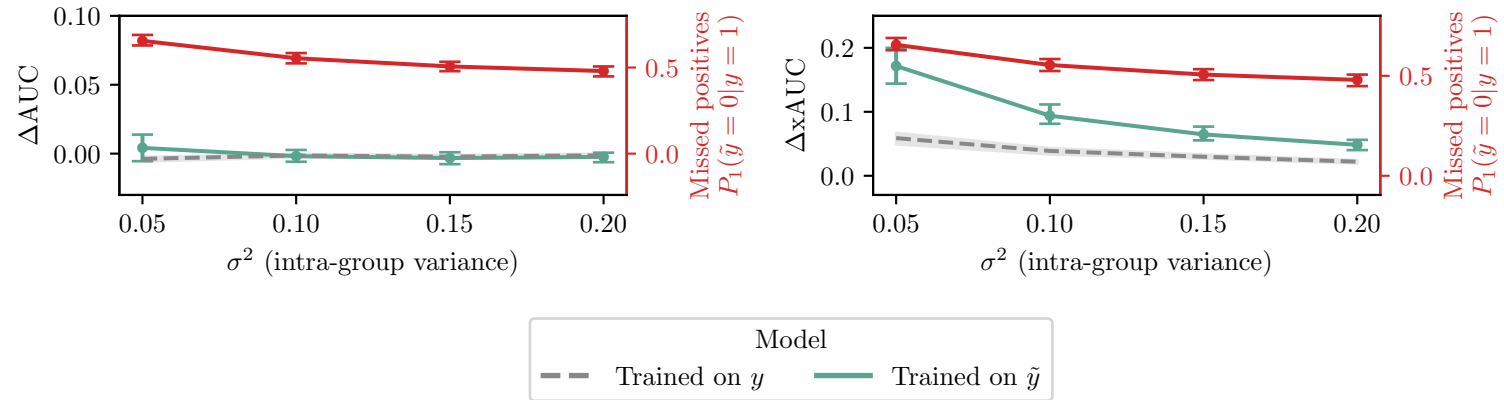 0.10
0.05
0.00
ΔAUC
0.5
0.0
Missed positives
P₁(ỹ = 0|y = 1)
0.05 0.10 0.15 0.20
σ² (intra-group variance)
0.2
0.1
0.0
ΔxAUC
0.5
0.0
Missed positives
P₁(ỹ = 0|y = 1)
0.05 0.10 0.15 0.20
σ² (intra-group variance)
Model
Trained on y Trained on ỹ